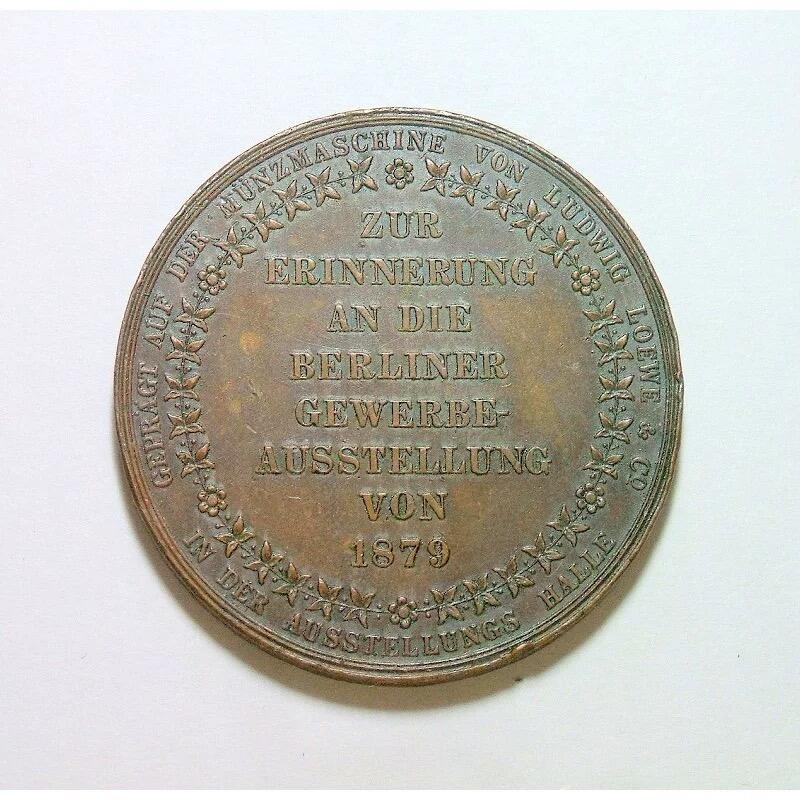 GEPRÄGT AUF DER MÜNZMASCHINE VON LUDWIG LOEWE & CO
IN DER AUSSTELLUNGS HALLE
ZUR
ERINNERUNG
AN DIE
BERLINER
GEWERBE-
AUSSTELLUNG
VON
1879